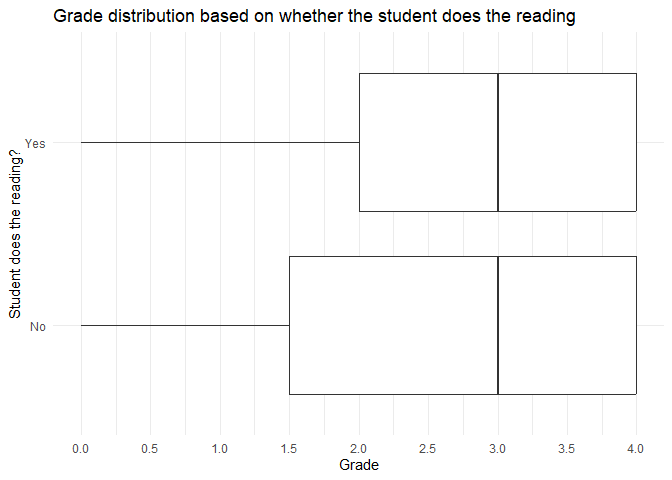 Grade distribution based on whether the student does the reading
Student does the reading?
Yes
No
0.0 0.5 1.0 1.5 2.0 2.5 3.0 3.5 4.0
Grade